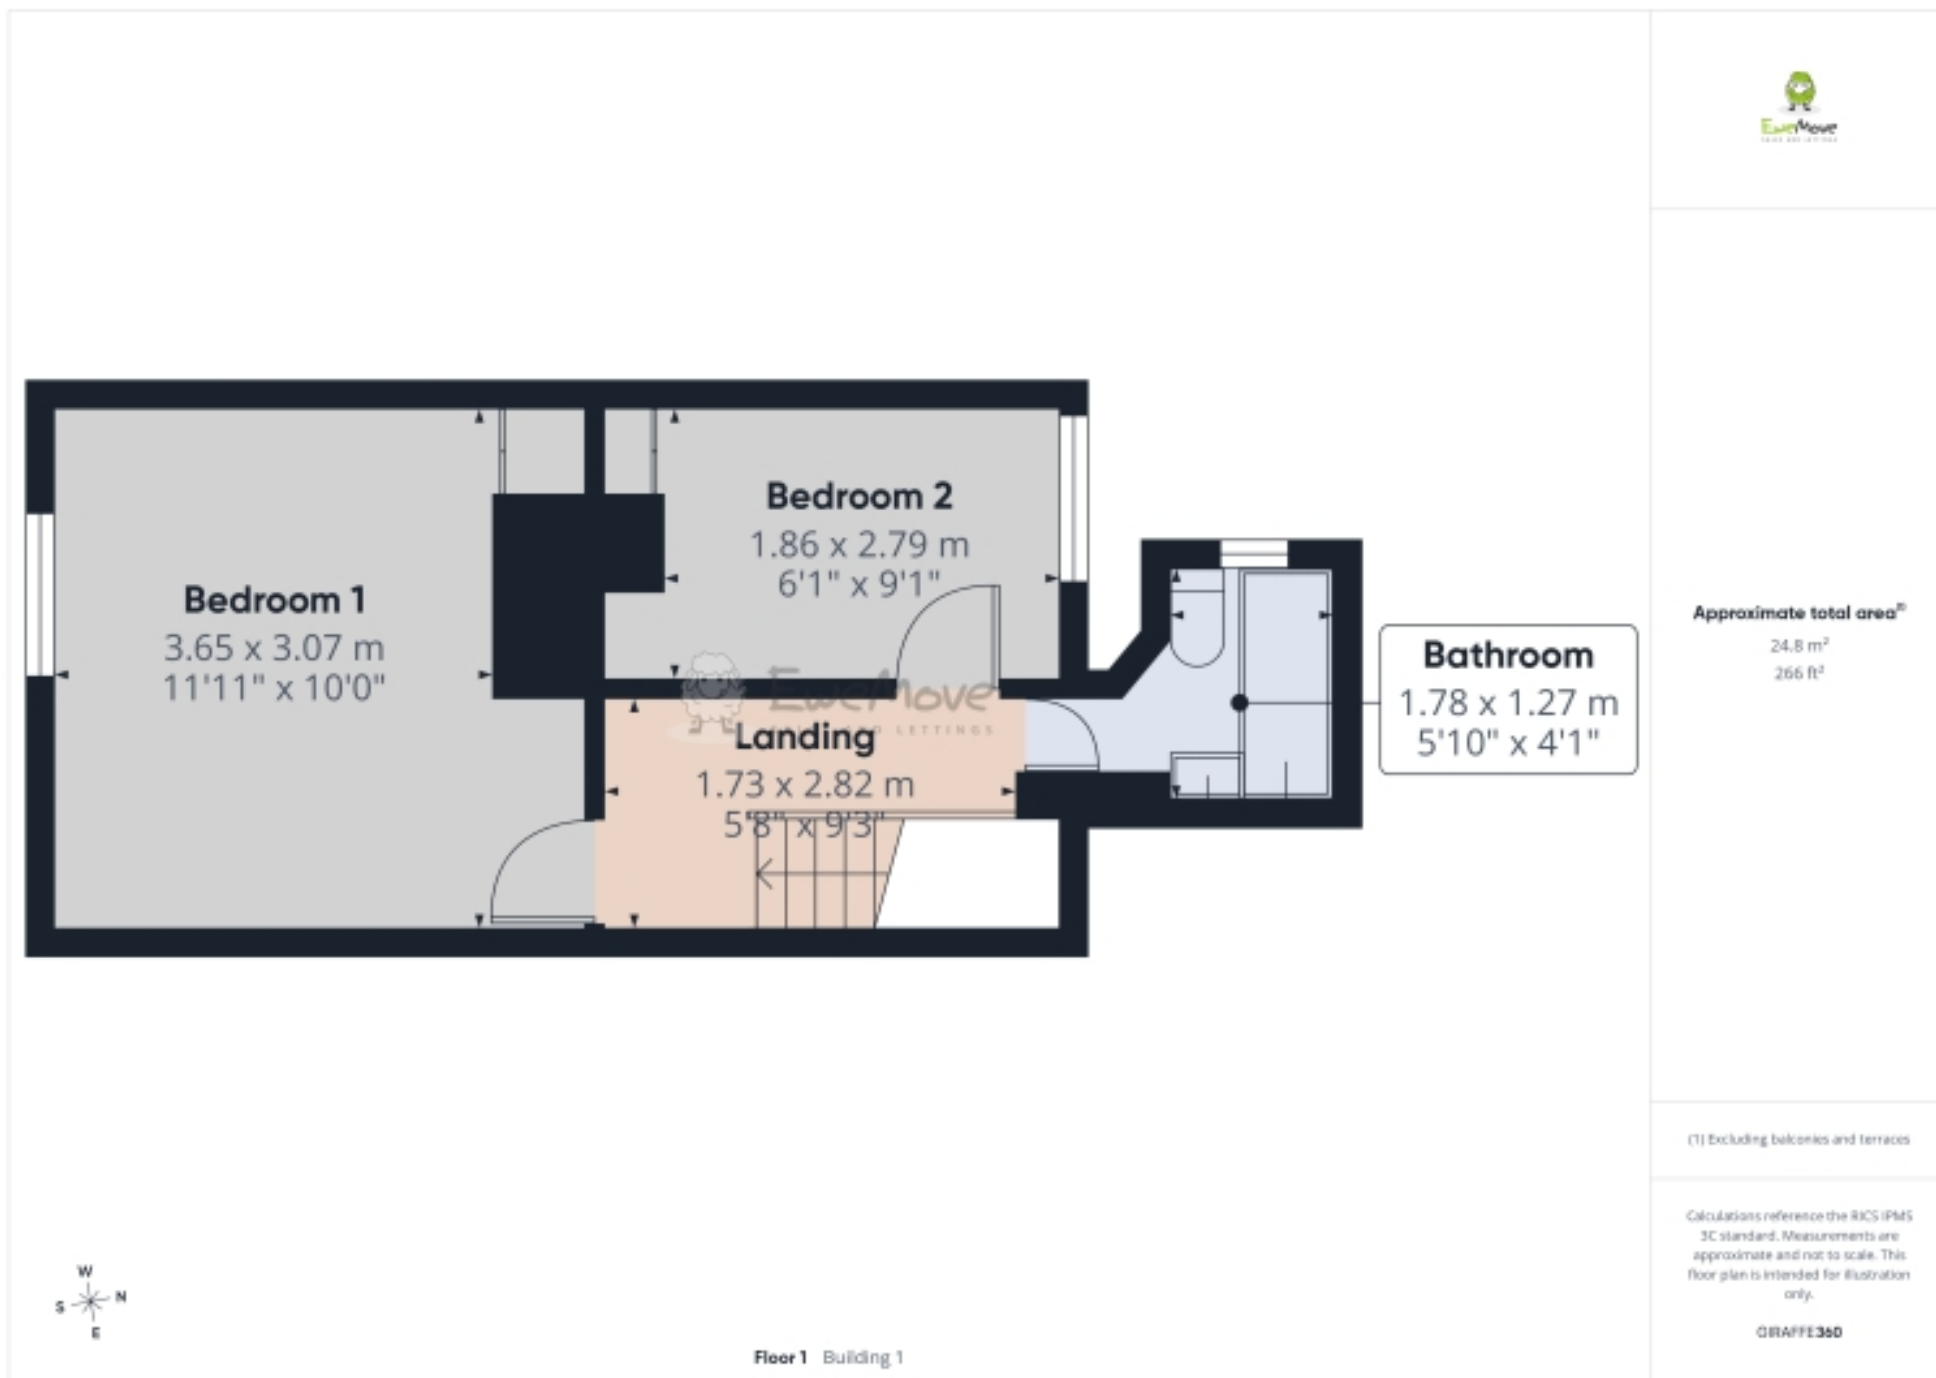 EweMove
Approximate total area(1)
24.8 m²
266 ft²
Bedroom 1
3.65 x 3.07 m
11'11" x 10'0"
Bedroom 2
1.86 x 2.79 m
6'1" x 9'1"
Bathroom
1.78 x 1.27 m
5'10" x 4'1"
EweMove
LETTINGS
Landing
1.73 x 2.82 m
5'8" x 9'3"
(1) Excluding balconies and terraces
Calculations reference the RICS IPMS
3C standard. Measurements are
approximate and not to scale. This
floor plan is intended for illustration
only.
GIRAFFE360
W
S N
E
Floor 1 Building 1